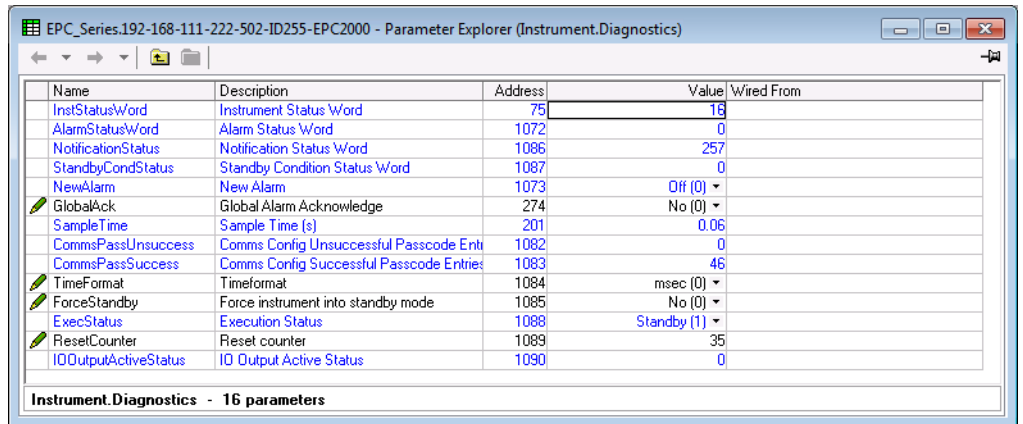 EPC_Series.192-168-111-222-502-ID255-EPC2000 - Parameter Explorer (Instrument.Diagnostics)
Name Description Address Value Wired From
InstStatusWord Instrument Status Word 75 16
AlarmStatusWord Alarm Status Word 1072 0
NotificationStatus Notification Status Word 1086 257
StandbyCondStatus Standby Condition Status Word 1087 0
NewAlarm New Alarm 1073 Off (0)
GlobalAck Global Alarm Acknowledge 274 No (0)
SampleTime Sample Time (s) 201 0.06
CommsPassUnsuccess Comms Config Unsuccessful Passcode Entr 1082 0
CommsPassSuccess Comms Config Successful Passcode Entries 1083 46
TimeFormat Timeformat 1084 msec (0)
ForceStandby Force instrument into standby mode 1085 No (0)
ExecStatus Execution Status 1088 Standby (1)
ResetCounter Reset counter 1089 35
IOOutputActiveStatus IO Output Active Status 1090 0
Instrument.Diagnostics - 16 parameters